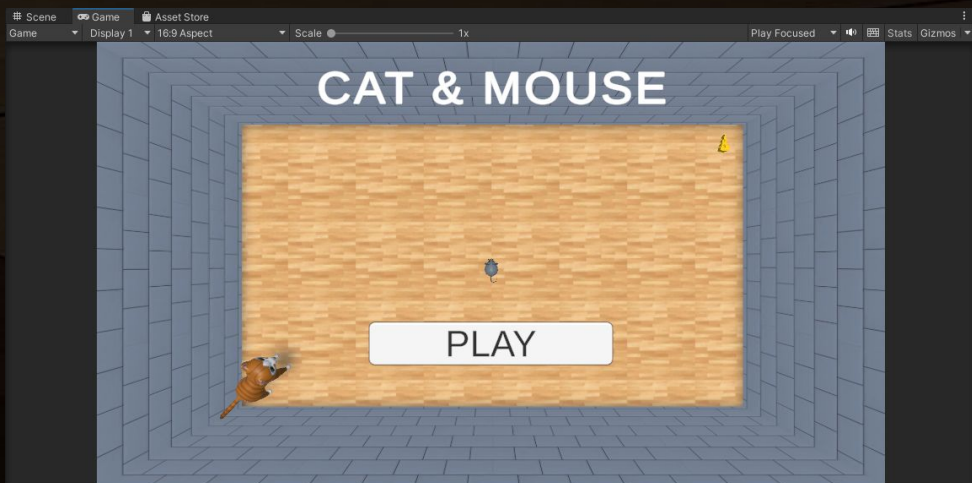 Scene Game Asset Store
Game Display 1 16:9 Aspect Scale 1x Play Focused Stats Gizmos
CAT & MOUSE
PLAY